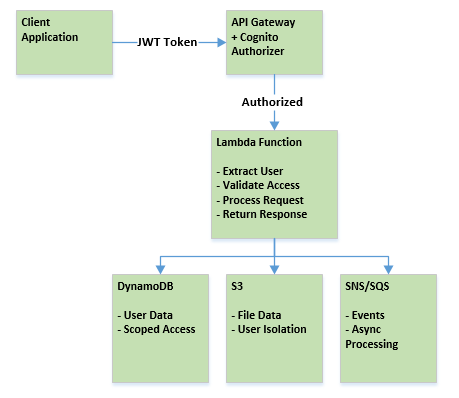 Client
Application
JWT Token
API Gateway
+ Cognito
Authorizer
Authorized
Lambda Function
- Extract User
- Validate Access
- Process Request
- Return Response
DynamoDB
- User Data
- Scoped Access
S3
- File Data
- User Isolation
SNS/SQS
- Events
- Async
Processing